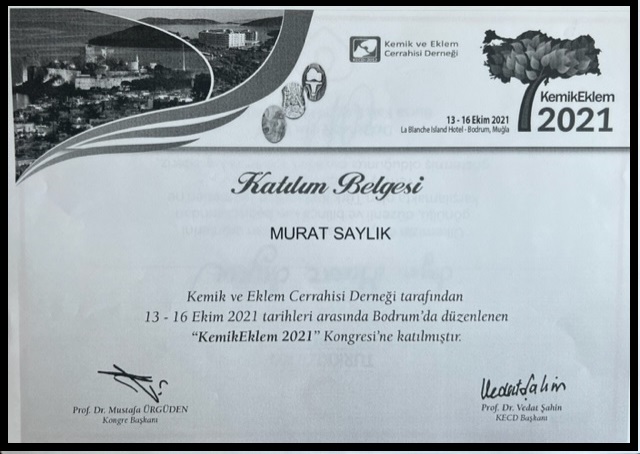 Kemik ve Eklem
Cerrahisi Derneği
KemikEklem
2021
13 - 16 Ekim 2021
La Blanche Island Hotel - Bodrum, Muğla
Katılım Belgesi
MURAT SAYLIK
Kemik ve Eklem Cerrahisi Derneği tarafından
13 - 16 Ekim 2021 tarihleri arasında Bodrum'da düzenlenen
“KemikEklem 2021” Kongresi'ne katılmıştır.
Prof. Dr. Mustafa ÜRGÜDEN
Kongre Başkanı
Vedat Şahin
Prof. Dr. Vedat Şahin
KECD Başkanı